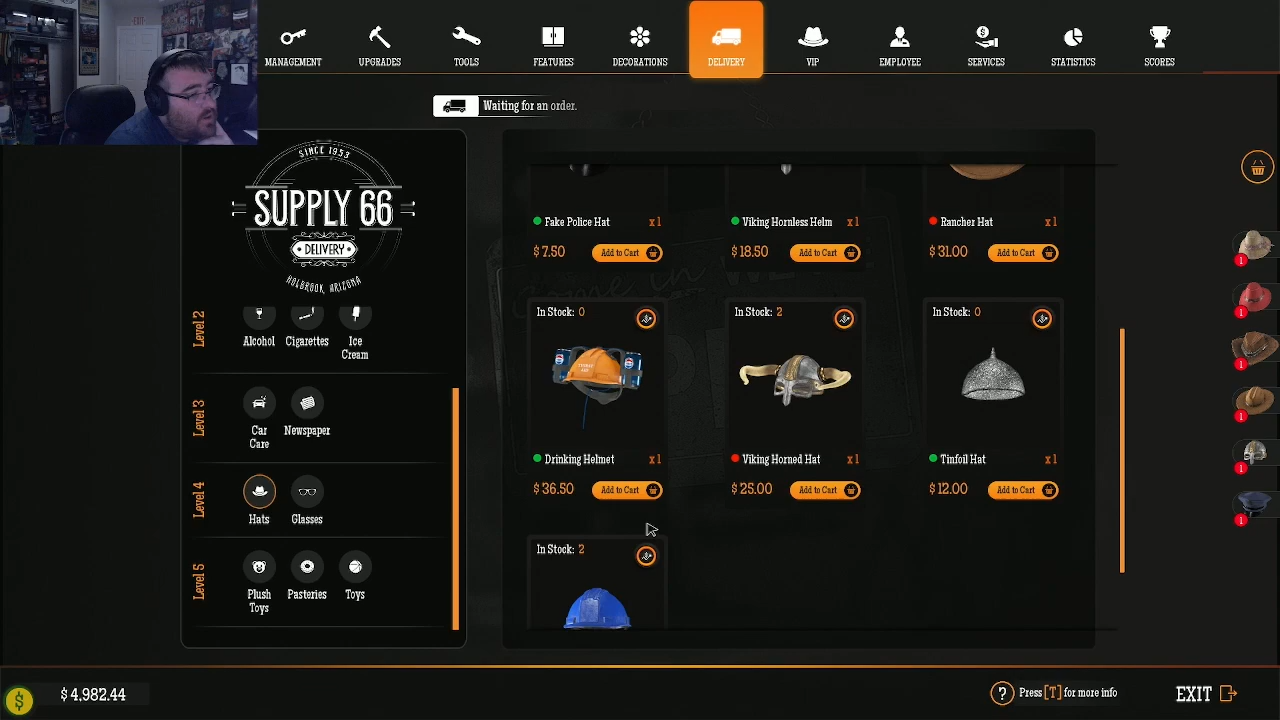 MANAGEMENT
UPGRADES
TOOLS
FEATURES
DECORATIONS
DELIVERY
VIP
EMPLOYEE
SERVICES
STATISTICS
SCORES
Waiting for an order.
SINCE 1953
SUPPLY 66
DELIVERY
HOLBROOK, ARIZONA
Level 2
Alcohol
Cigarettes
Ice
Cream
Level 3
Car
Care
Newspaper
Level 4
Hats
Glasses
Level 5
Plush
Toys
Pasteries
Toys
Fake Police Hat x1
$ 7.50 Add to Cart
Viking Hornless Helm x1
$ 18.50 Add to Cart
Rancher Hat x1
$ 31.00 Add to Cart
In Stock: 0
Drinking Helmet x1
$ 36.50 Add to Cart
In Stock: 2
Viking Horned Hat x1
$ 25.00 Add to Cart
In Stock: 0
Tinfoil Hat x1
$ 12.00 Add to Cart
In Stock: 2
1
1
1
1
1
1
$ 4,982.44
? Press [T] for more info
EXIT